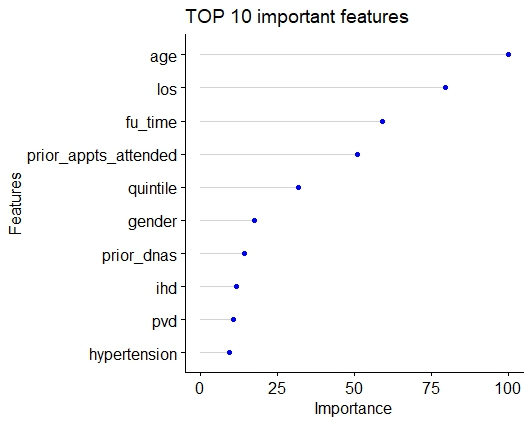 TOP 10 important features
Features
age
los
fu_time
prior_appts_attended
quintile
gender
prior_dnas
ihd
pvd
hypertension
0 25 50 75 100
Importance